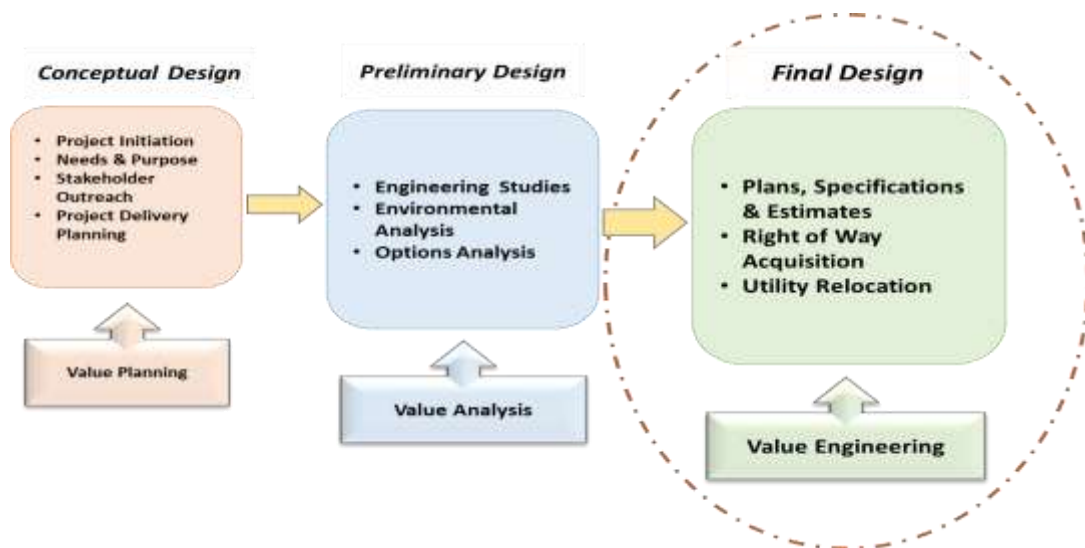 Conceptual Design
• Project Initiation
• Needs & Purpose
• Stakeholder
Outreach
• Project Delivery
Planning
Value Planning
Preliminary Design
• Engineering Studies
• Environmental
Analysis
• Options Analysis
Value Analysis
Final Design
• Plans, Specifications
& Estimates
• Right of Way
Acquisition
• Utility Relocation
Value Engineering